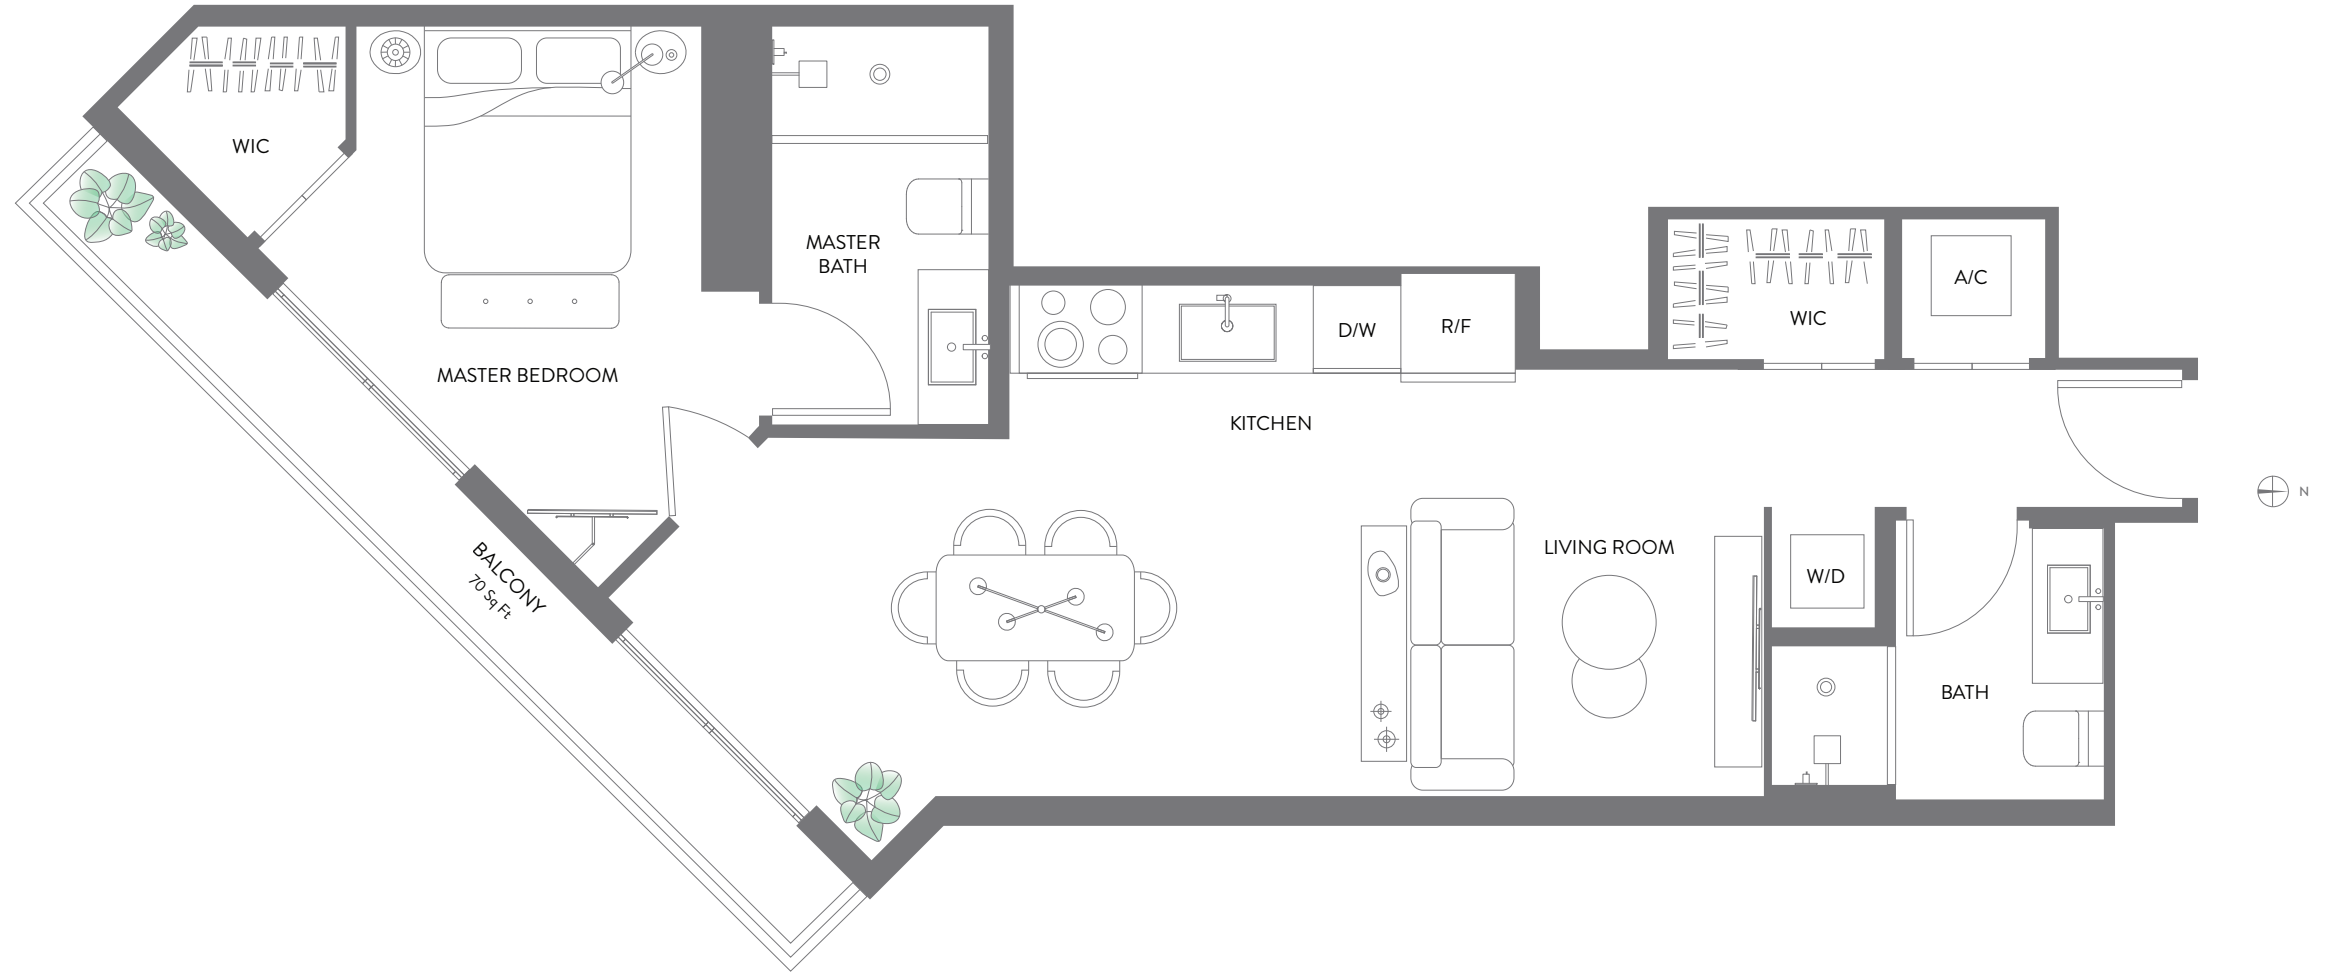 WIC
MASTER
BATH
MASTER BEDROOM
BALCONY
70 Sq Ft
D/W
R/F
KITCHEN
WIC
A/C
LIVING ROOM
W/D
BATH
N